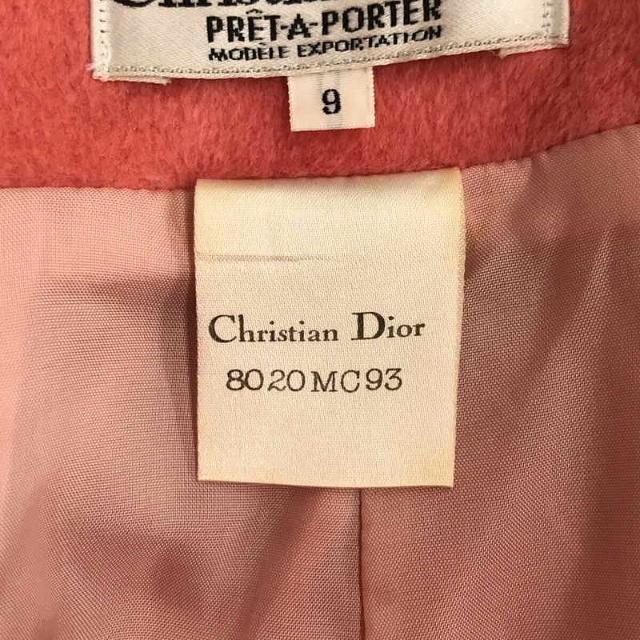 PRÊT-À-PORTER
MODÈLE EXPORTATION
9
Christian Dior
8020MC93